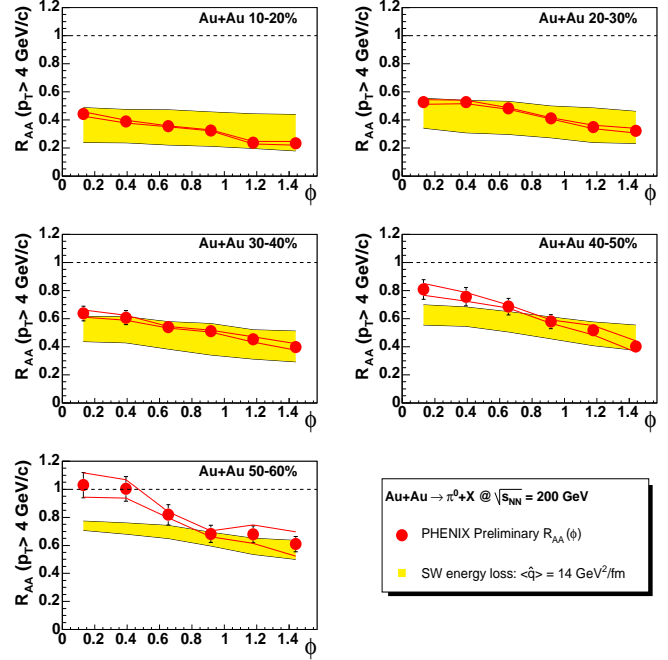 Au+Au 10-20%
R_AA (p_T> 4 GeV/c)
1.2
1
0.8
0.6
0.4
0.2
0
0 0.2 0.4 0.6 0.8 1 1.2 1.4
ϕ
Au+Au 20-30%
R_AA (p_T> 4 GeV/c)
1.2
1
0.8
0.6
0.4
0.2
0
0 0.2 0.4 0.6 0.8 1 1.2 1.4
ϕ
Au+Au 30-40%
R_AA (p_T> 4 GeV/c)
1.2
1
0.8
0.6
0.4
0.2
0
0 0.2 0.4 0.6 0.8 1 1.2 1.4
ϕ
Au+Au 40-50%
R_AA (p_T> 4 GeV/c)
1.2
1
0.8
0.6
0.4
0.2
0
0 0.2 0.4 0.6 0.8 1 1.2 1.4
ϕ
Au+Au 50-60%
R_AA (p_T> 4 GeV/c)
1.2
1
0.8
0.6
0.4
0.2
0
0 0.2 0.4 0.6 0.8 1 1.2 1.4
ϕ
Au+Au → π⁰+X @ √s_NN = 200 GeV
PHENIX Preliminary R_AA(ϕ)
SW energy loss: <q̂> = 14 GeV²/fm